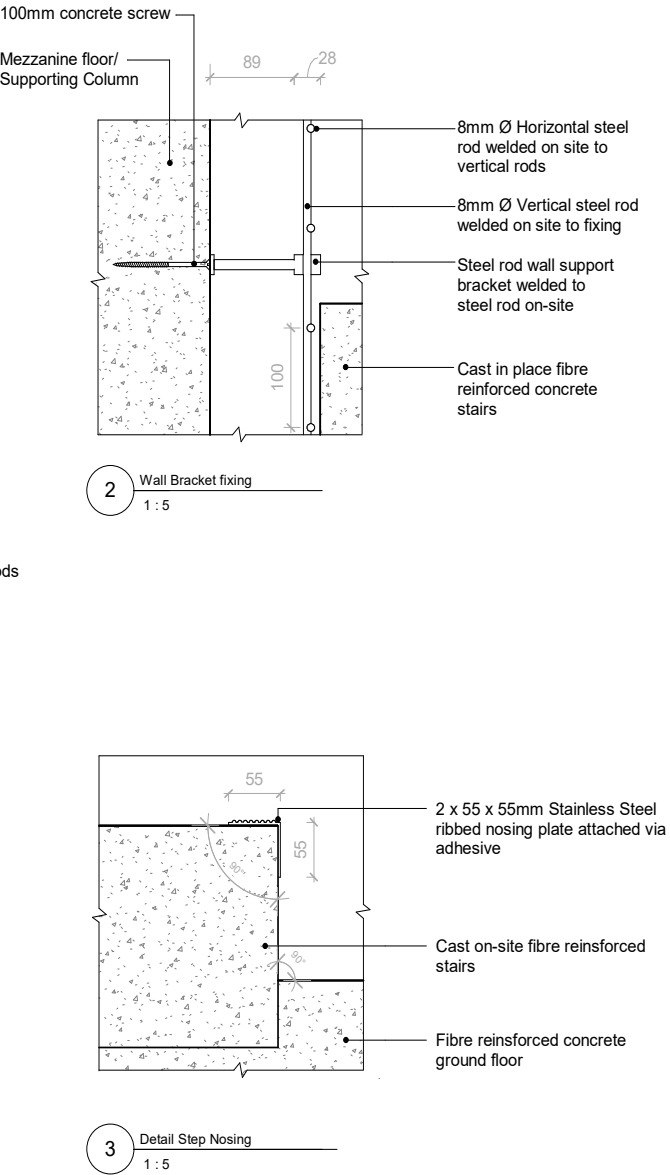 100mm concrete screw
Mezzanine floor/
Supporting Column
89
28
8mm Ø Horizontal steel
rod welded on site to
vertical rods
8mm Ø Vertical steel rod
welded on site to fixing
Steel rod wall support
bracket welded to
steel rod on-site
100
Cast in place fibre
reinforced concrete
stairs
2
Wall Bracket fixing
1 : 5
55
2 x 55 x 55mm Stainless Steel
ribbed nosing plate attached via
adhesive
55
90°
Cast on-site fibre reinsforced
stairs
90°
Fibre reinsforced concrete
ground floor
3
Detail Step Nosing
1 : 5